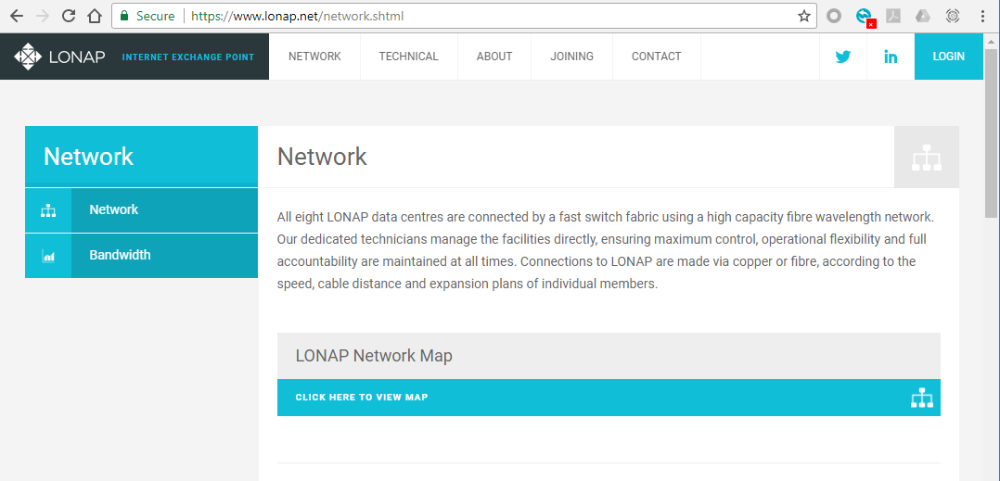 Secure https://www.lonap.net/network.shtml
LONAP INTERNET EXCHANGE POINT NETWORK TECHNICAL ABOUT JOINING CONTACT LOGIN
Network
Network
Bandwidth
Network
All eight LONAP data centres are connected by a fast switch fabric using a high capacity fibre wavelength network.
Our dedicated technicians manage the facilities directly, ensuring maximum control, operational flexibility and full
accountability are maintained at all times. Connections to LONAP are made via copper or fibre, according to the
speed, cable distance and expansion plans of individual members.
LONAP Network Map
CLICK HERE TO VIEW MAP